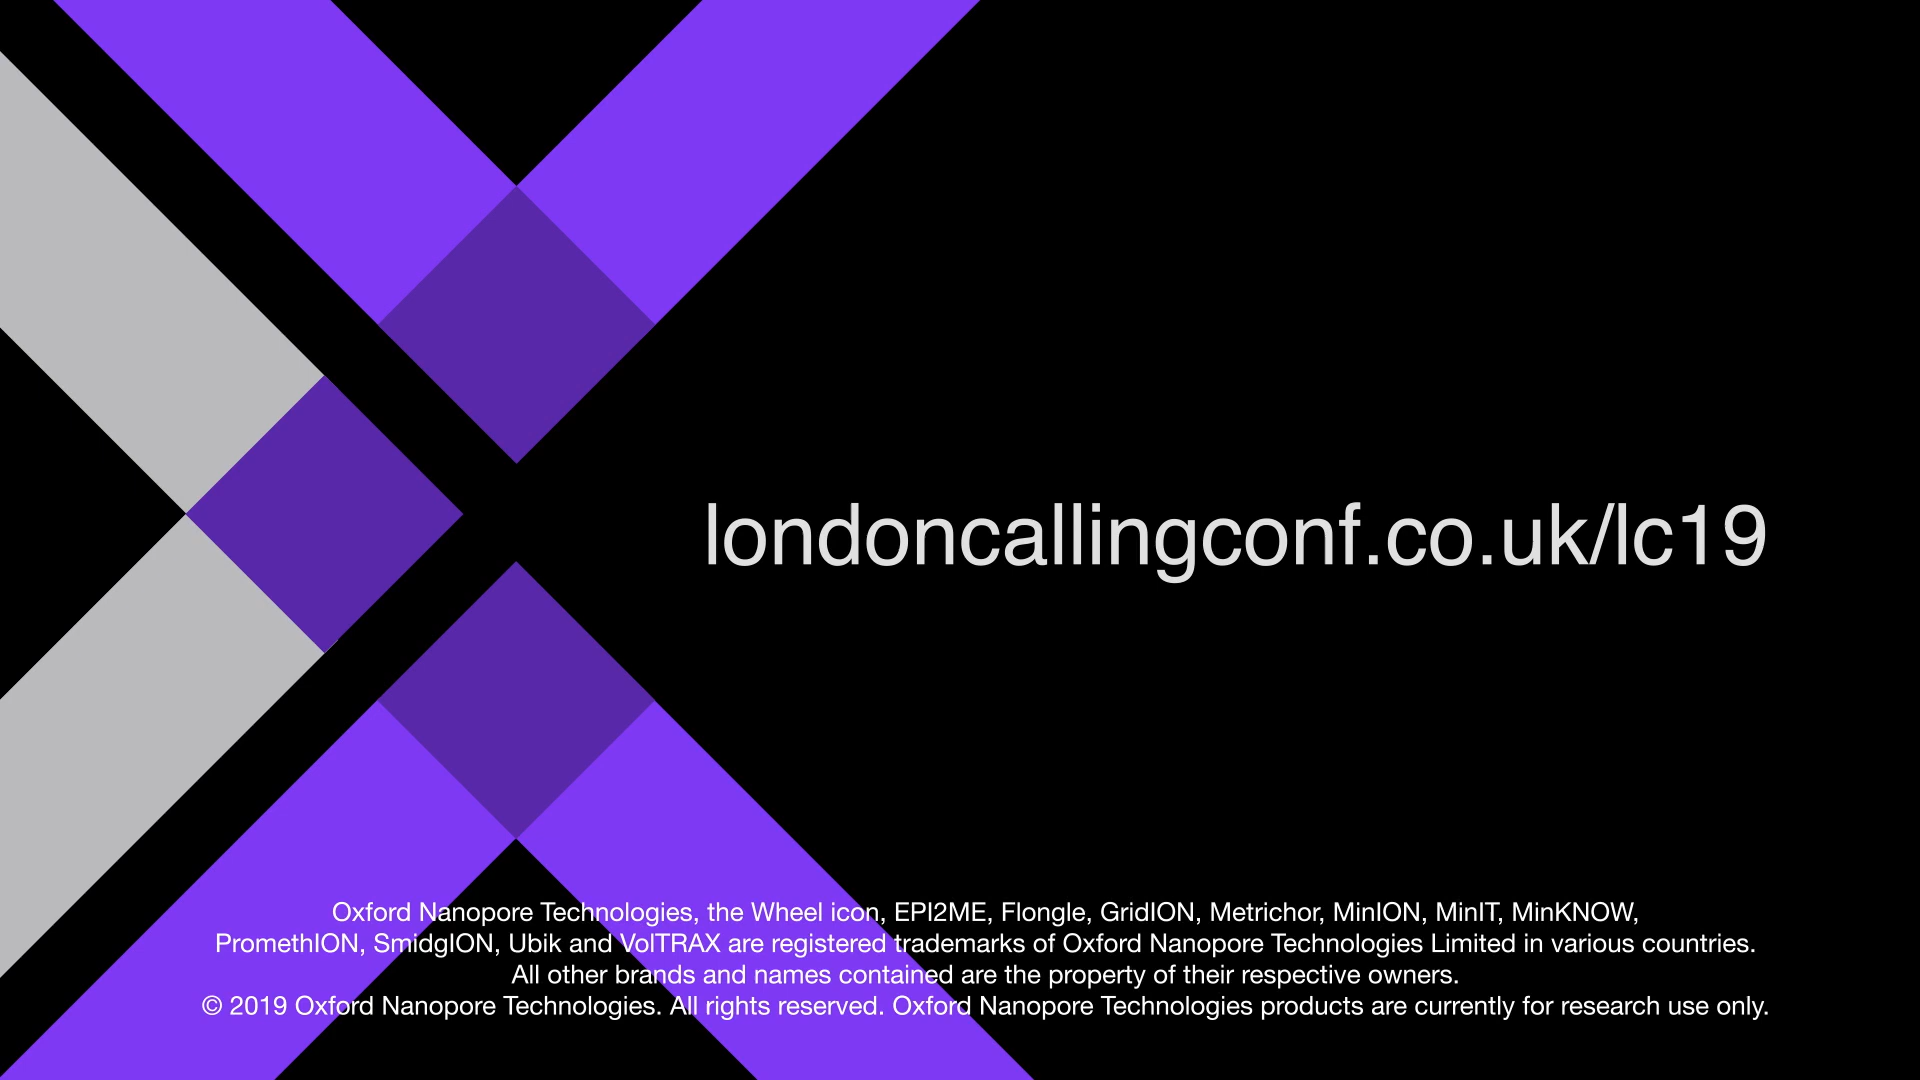 londoncallingconf.co.uk/lc19
Oxford Nanopore Technologies, the Wheel icon, EPI2ME, Flongle, GridION, Metrichor, MinION, MinIT, MinKNOW,
PromethION, SmidgION, Ubik and VolTRAX are registered trademarks of Oxford Nanopore Technologies Limited in various countries.
All other brands and names contained are the property of their respective owners.
© 2019 Oxford Nanopore Technologies. All rights reserved. Oxford Nanopore Technologies products are currently for research use only.